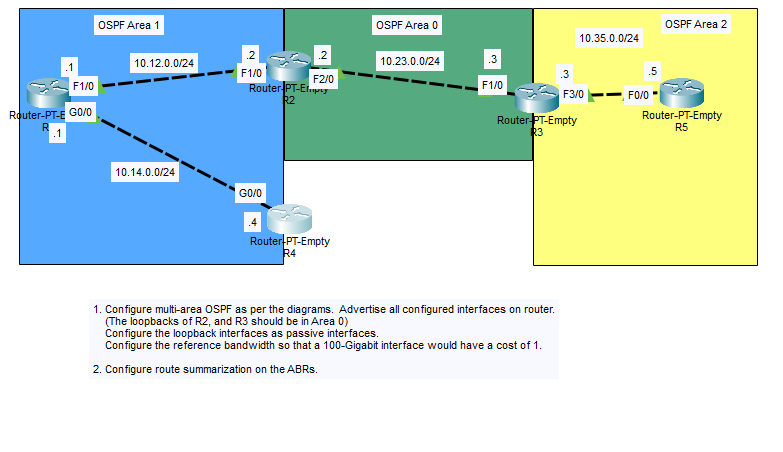 OSPF Area 1
OSPF Area 0
OSPF Area 2
10.12.0.0/24
10.23.0.0/24
10.35.0.0/24
.1
F1/0
.2
F1/0
.2
F2/0
.3
F1/0
.3
F3/0
.5
F0/0
Router-PT-E
R
G0/0
.1
Router-PT-Empty
R2
Router-PT-Empty
R3
Router-PT-Empty
R5
10.14.0.0/24
G0/0
.4
Router-PT-Empty
R4
1. Configure multi-area OSPF as per the diagrams. Advertise all configured interfaces on router.
(The loopbacks of R2, and R3 should be in Area 0)
Configure the loopback interfaces as passive interfaces.
Configure the reference bandwidth so that a 100-Gigabit interface would have a cost of 1.
2. Configure route summarization on the ABRs.